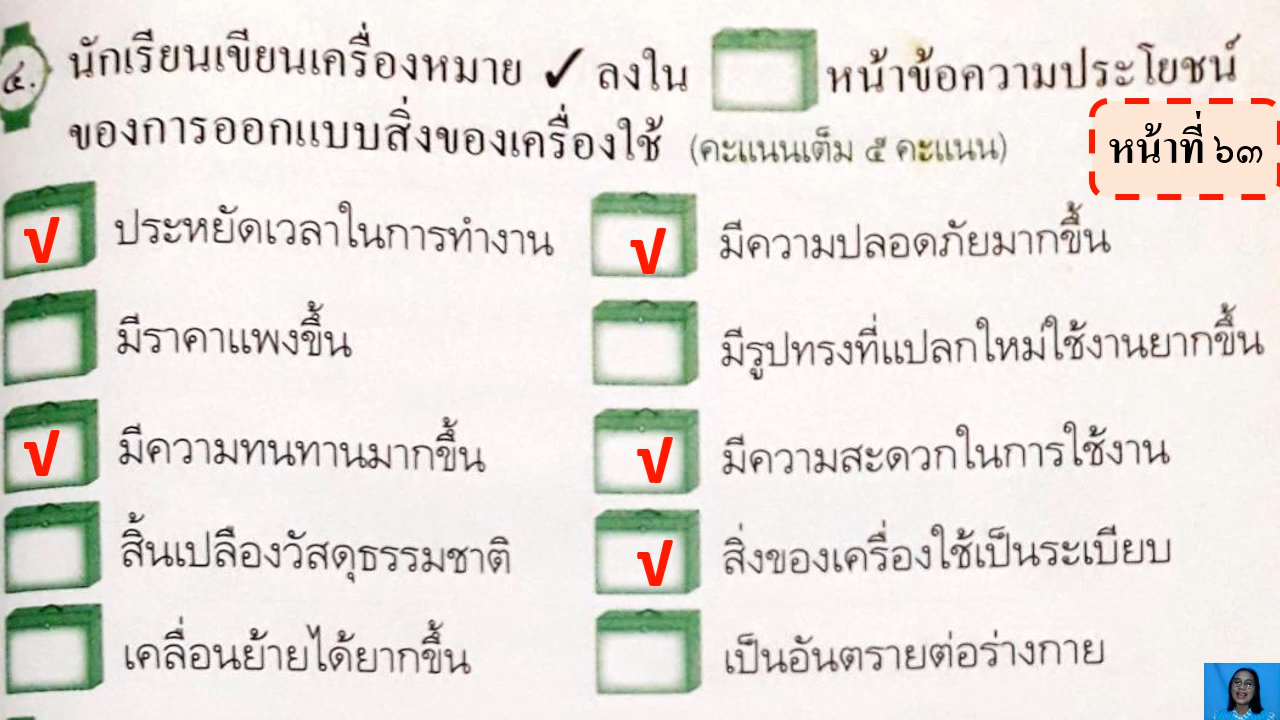 ๔. นักเรียนเขียนเครื่องหมาย ✓ ลงใน หน้าข้อความประโยชน์
ของการออกแบบสิ่งของเครื่องใช้ (คะแนนเต็ม ๕ คะแนน)
หน้าที่ ๖๓
√ ประหยัดเวลาในการทำงาน
√ มีความปลอดภัยมากขึ้น
มีราคาแพงขึ้น
มีรูปทรงที่แปลกใหม่ใช้งานยากขึ้น
√ มีความทนทานมากขึ้น
√ มีความสะดวกในการใช้งาน
สิ้นเปลืองวัสดุธรรมชาติ
√ สิ่งของเครื่องใช้เป็นระเบียบ
เคลื่อนย้ายได้ยากขึ้น
เป็นอันตรายต่อร่างกาย